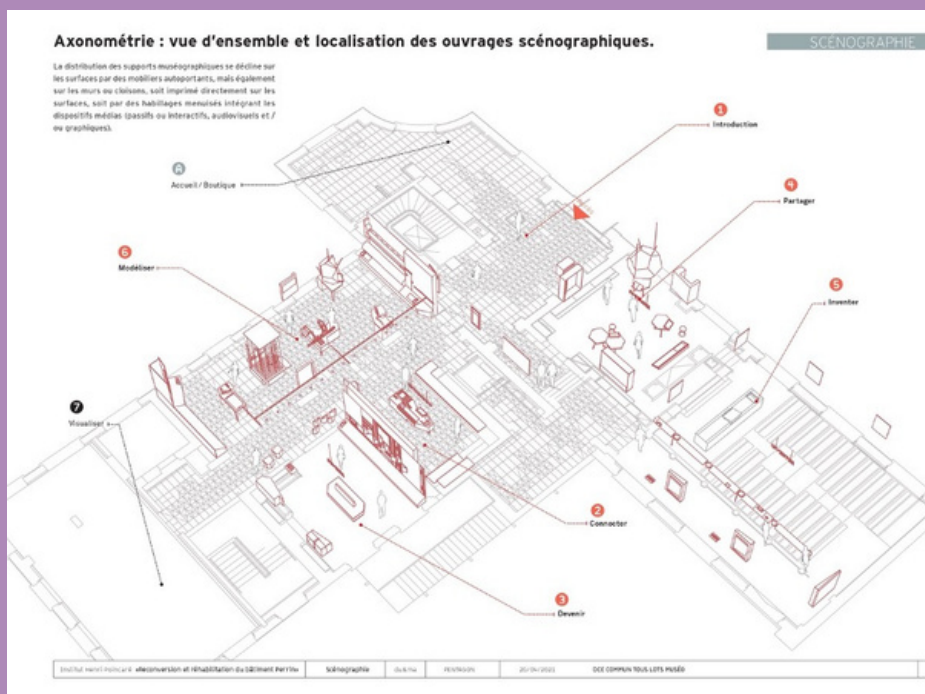 Axonométrie : vue d'ensemble et localisation des ouvrages scénographiques.
SCÉNOGRAPHIE
La distribution des supports muséographiques se décline sur
les surfaces par des mobiliers autoportants, mais également
sur les murs ou cloisons, soit imprimé directement sur les
surfaces, soit par des habillages menuisés intégrant les
dispositifs médias (passifs ou interactifs, audiovisuels et /
ou graphiques).
1
Introduction
A
Accueil / Boutique
4
Partager
6
Modéliser
5
Inventer
7
Visualiser
2
Connecter
3
Devenir
Institut Henri Poincaré «Reconversion et réhabilitation du bâtiment Perrin» Scénographie PENTAGON DCE COMMUN TOUS LOTS MUSÉO